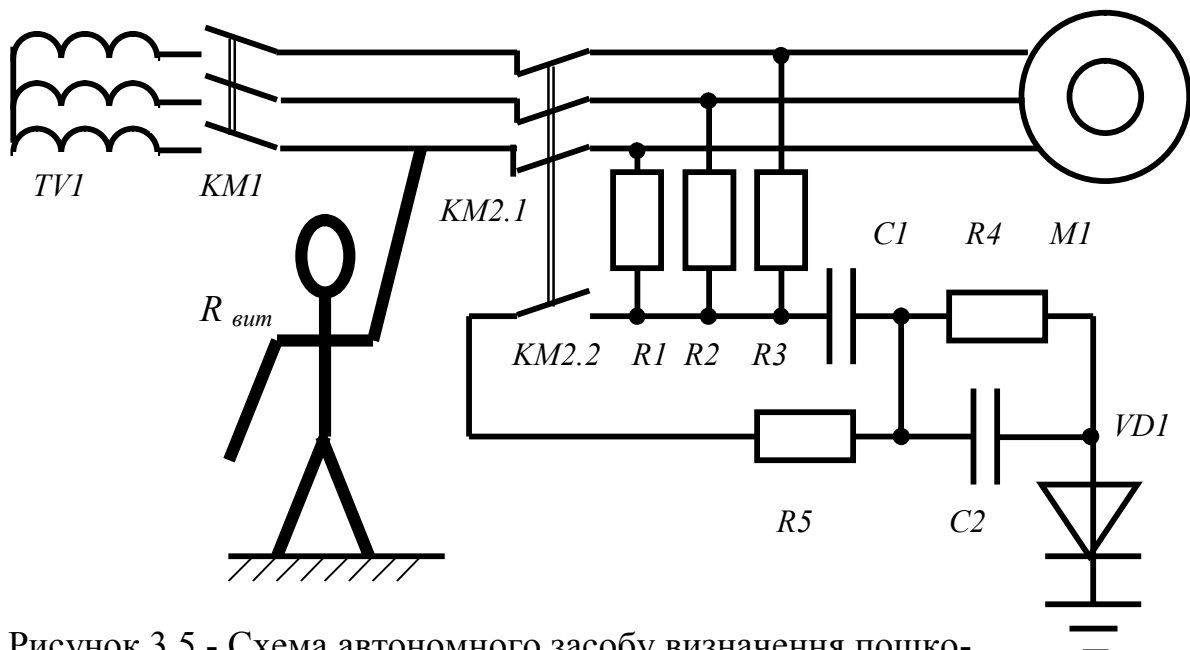 TV1 KM1
KM2.1 C1 R4 M1
R вит
KM2.2 R1 R2 R3
VD1
R5 C2
Рисунок 3.5 - Схема автономного засобу визначення пошко-